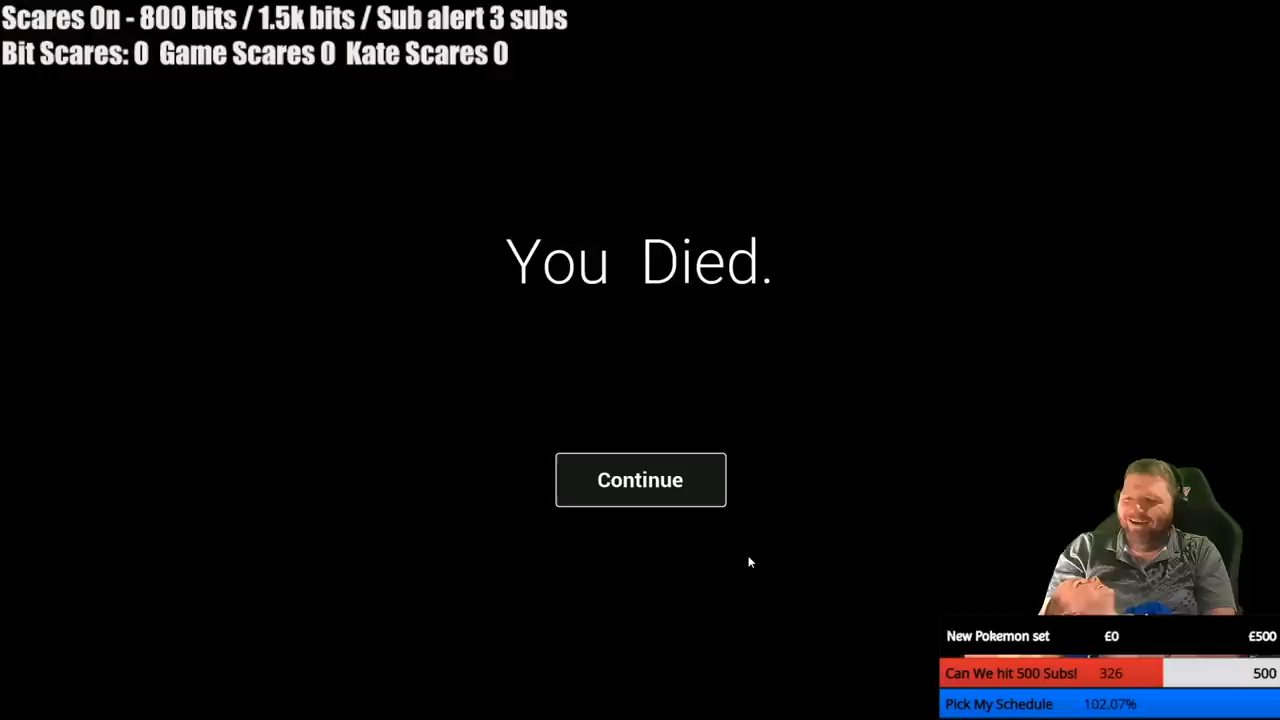 Scares On - 800 bits / 1.5k bits / Sub alert 3 subs
Bit Scares: 0 Game Scares 0 Kate Scares 0
You Died.
Continue
New Pokemon set £0 £500
Can We hit 500 Subs! 326 500
Pick My Schedule 102.07%